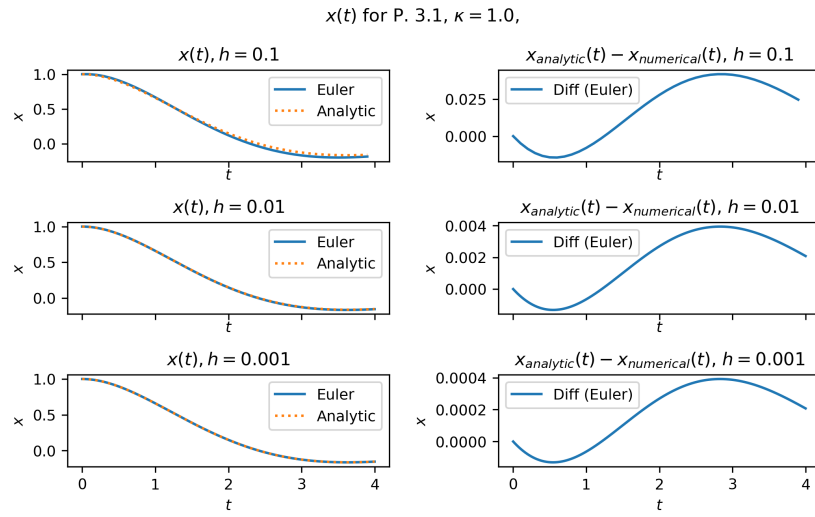 x(t) for P. 3.1, κ = 1.0,
x(t), h = 0.1
x
1.0
0.5
0.0
Euler
Analytic
t
x_analytic(t) − x_numerical(t), h = 0.1
x
0.025
0.000
Diff (Euler)
t
x(t), h = 0.01
x
1.0
0.5
0.0
Euler
Analytic
t
x_analytic(t) − x_numerical(t), h = 0.01
x
0.004
0.002
0.000
Diff (Euler)
t
x(t), h = 0.001
x
1.0
0.5
0.0
Euler
Analytic
0 1 2 3 4
t
x_analytic(t) − x_numerical(t), h = 0.001
x
0.0004
0.0002
0.0000
Diff (Euler)
0 1 2 3 4
t